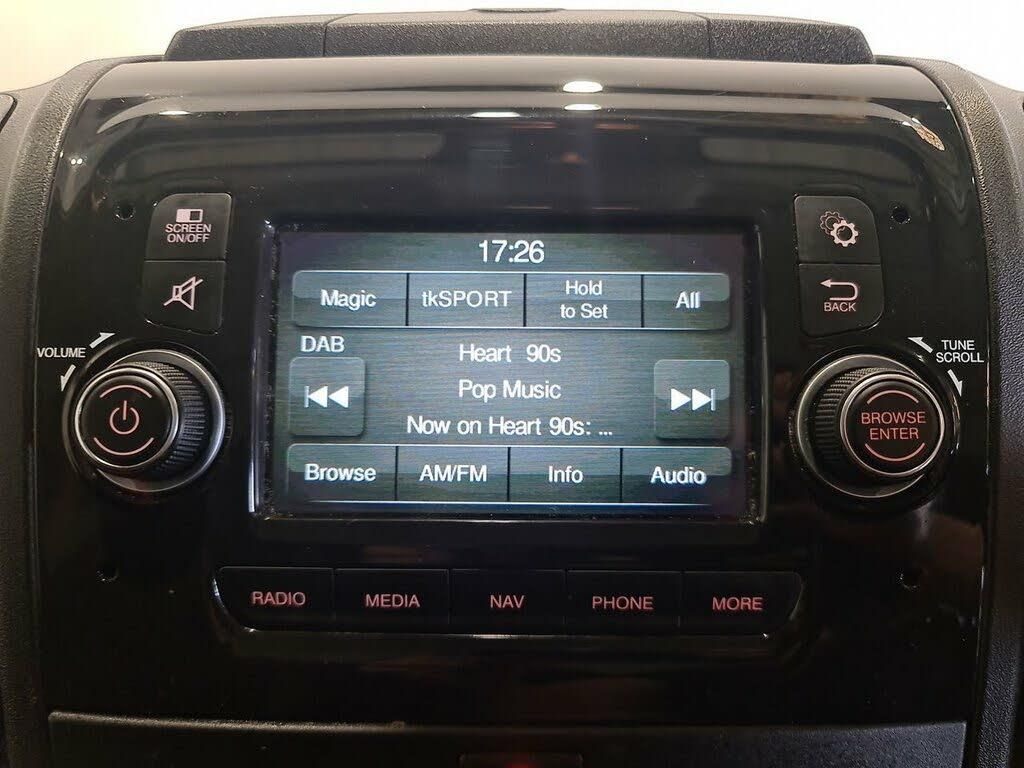 SCREEN
ON/OFF
VOLUME
17:26
Magic
tkSPORT
Hold
to Set
All
DAB
Heart 90s
Pop Music
Now on Heart 90s: ...
Browse
AM/FM
Info
Audio
BACK
TUNE
SCROLL
BROWSE
ENTER
RADIO
MEDIA
NAV
PHONE
MORE